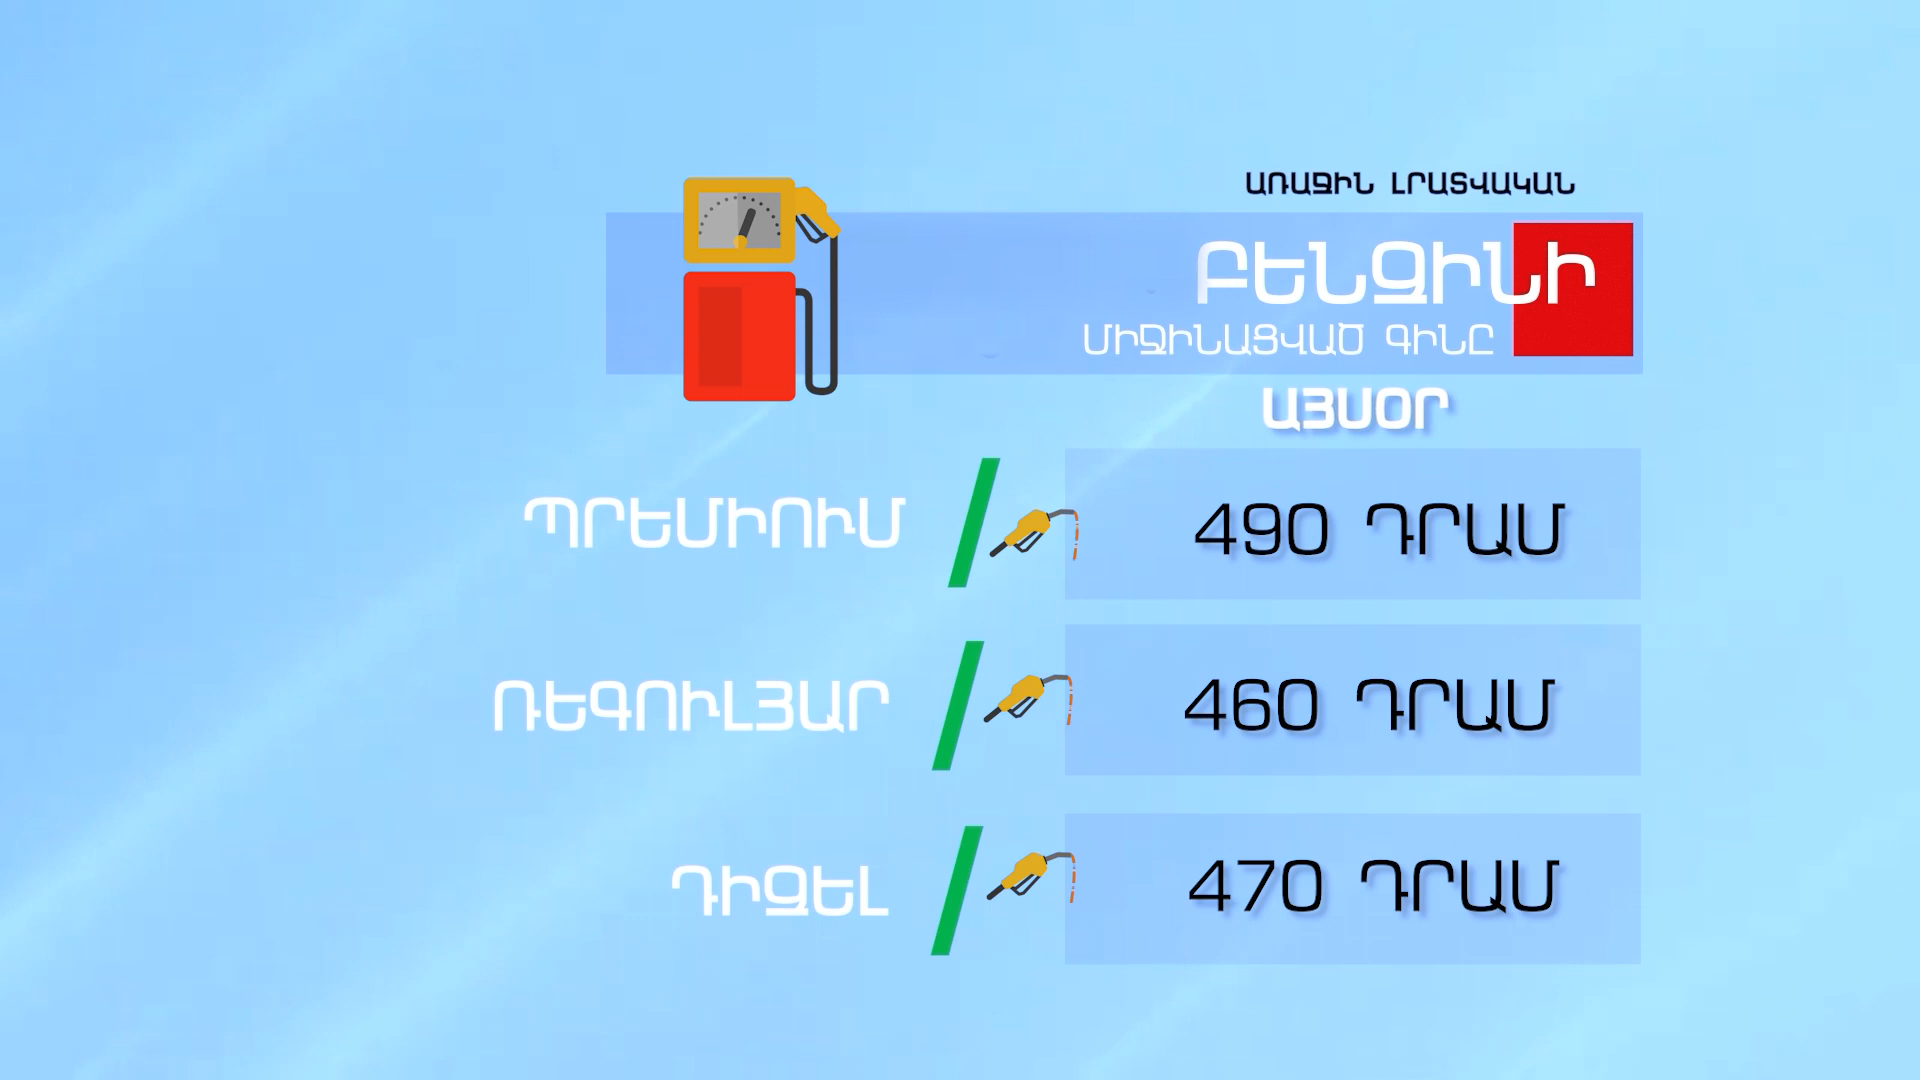 ԱՌԱՋԻՆ ԼՐԱՏՎԱԿԱՆ
ԲԵՆԶԻՆԻ
ՄԻՋԻՆԱՑՎԱԾ ԳԻՆԸ
ԱՅՍՕՐ
ՊՐԵՄԻՈՒՄ 490 ԴՐԱՄ
ՌԵԳՈՒԼՅԱՐ 460 ԴՐԱՄ
ԴԻԶԵԼ 470 ԴՐԱՄ